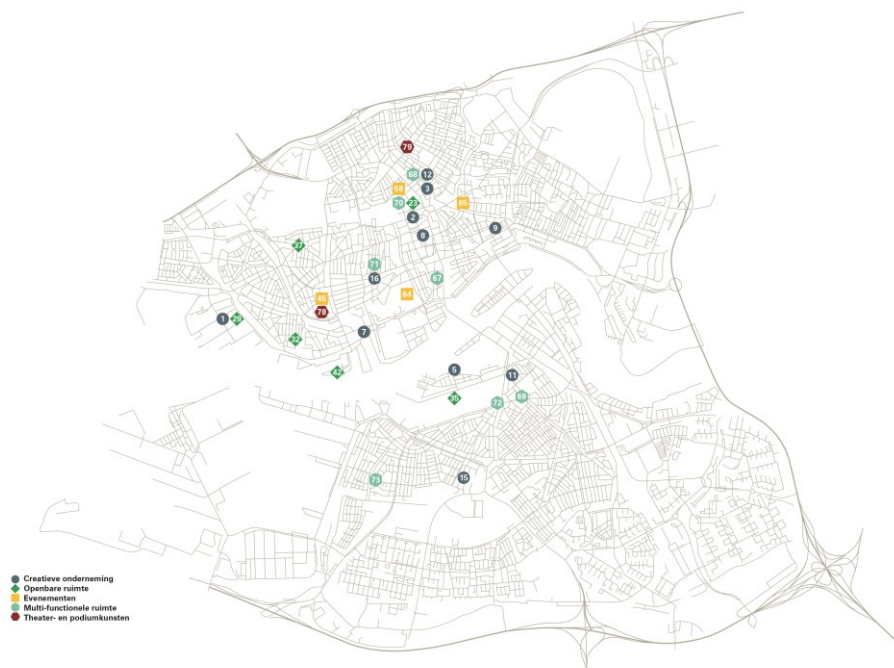 79
68 12
58 3
70 23 65
2
8 9
37
71
16 67
46 64
78
1 29
7
32
42 5 11
35 72 69
73 15
Creatieve onderneming
Openbare ruimte
Evenementen
Multi-functionele ruimte
Theater- en podiumkunsten